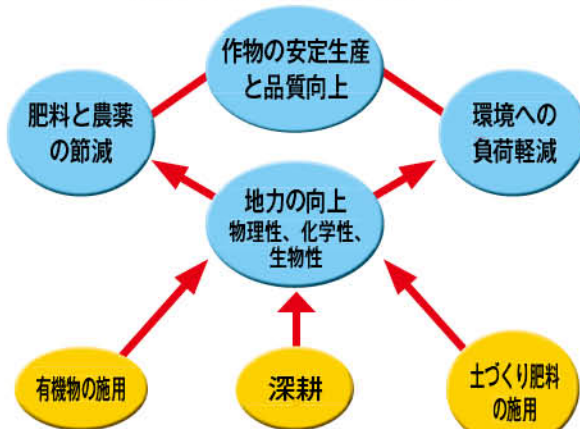 作物の安定生産
と品質向上
肥料と農薬
の節減
環境への
負荷軽減
地力の向上
物理性、化学性、
生物性
有機物の施用
深耕
土づくり肥料
の施用